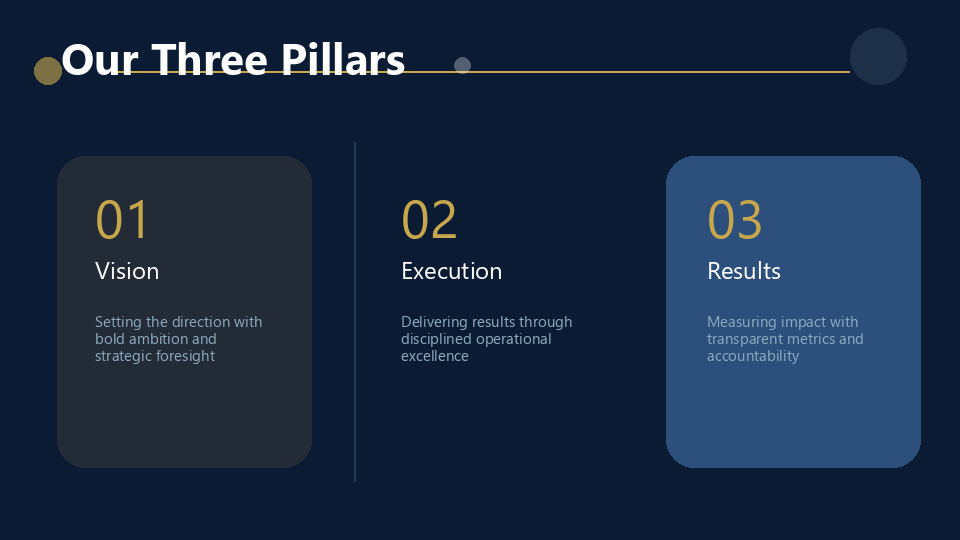 Our Three Pillars
01
Vision
Setting the direction with
bold ambition and
strategic foresight
02
Execution
Delivering results through
disciplined operational
excellence
03
Results
Measuring impact with
transparent metrics and
accountability